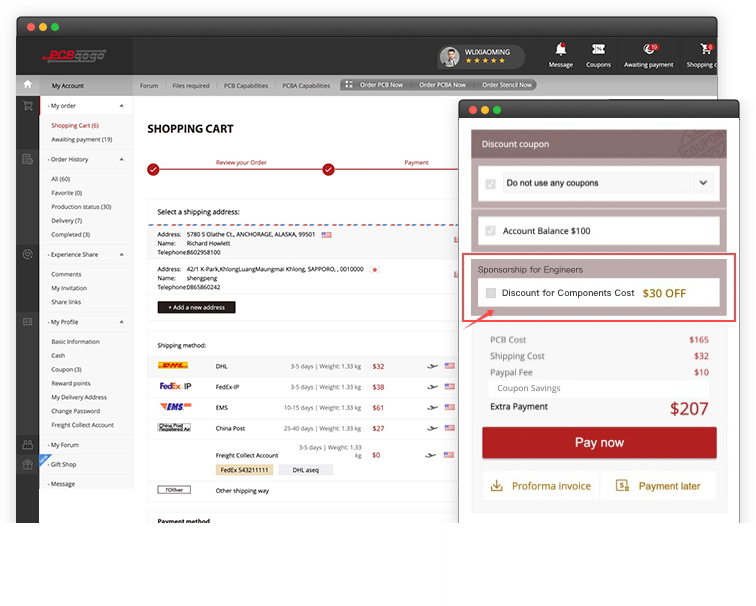 PCBgogo
WUXIAOMING
Message
Coupons
19
Awaiting payment
6
Shopping c
My Account
Forum
Files required
PCB Capabilities
PCBA Capabilities
Order PCB Now
Order PCBA Now
Order Stencil Now
- My order
Shopping Cart (6)
Awaiting payment (19)
- Order History
All (60)
Favorite (0)
Production status (30)
Delivery (7)
Completed (3)
- Experience Share
Comments
My Invitation
Share links
- My Profile
Basic Information
Cash
Coupon (3)
Reward points
My Delivery Address
Change Password
Freight Collect Account
- My Forum
- Gift Shop
- Message
SHOPPING CART
Review your Order
Payment
Select a shipping address:
Address: 5780 S Olathe Ct., ANCHORAGE, ALASKA, 99501
Name: Richard Howlett
Telephone:8602958100
Address: 42/1 K-Park,KhlongLuangMaungmai Khlong, SAPPORO, , 0010000
Name: shengpeng
Telephone:0865860242
+ Add a new address
Shipping method:
DHL DHL 3-5 days | Weight: 1.33 kg $32
FedEx.IP FedEx-IP 3-5 days | Weight: 1.33 kg $38
EMS EMS 10-15 days | Weight: 1.33 kg $61
China Post Registered Air China Post 25-40 days | Weight: 1.33 kg $27
Freight Collect Account 3-5 days | Weight: 1.33 kg $0
FedEx 543211111
DHL aseq
?Other Other shipping way
Payment method
Discount coupon
COUPON
Do not use any coupons
Account Balance $100
Sponsorship for Engineers
Discount for Components Cost $30 OFF
PCB Cost $165
Shipping Cost $32
Paypal Fee $10
Coupon Savings
Extra Payment $207
Pay now
Proforma invoice
Payment later